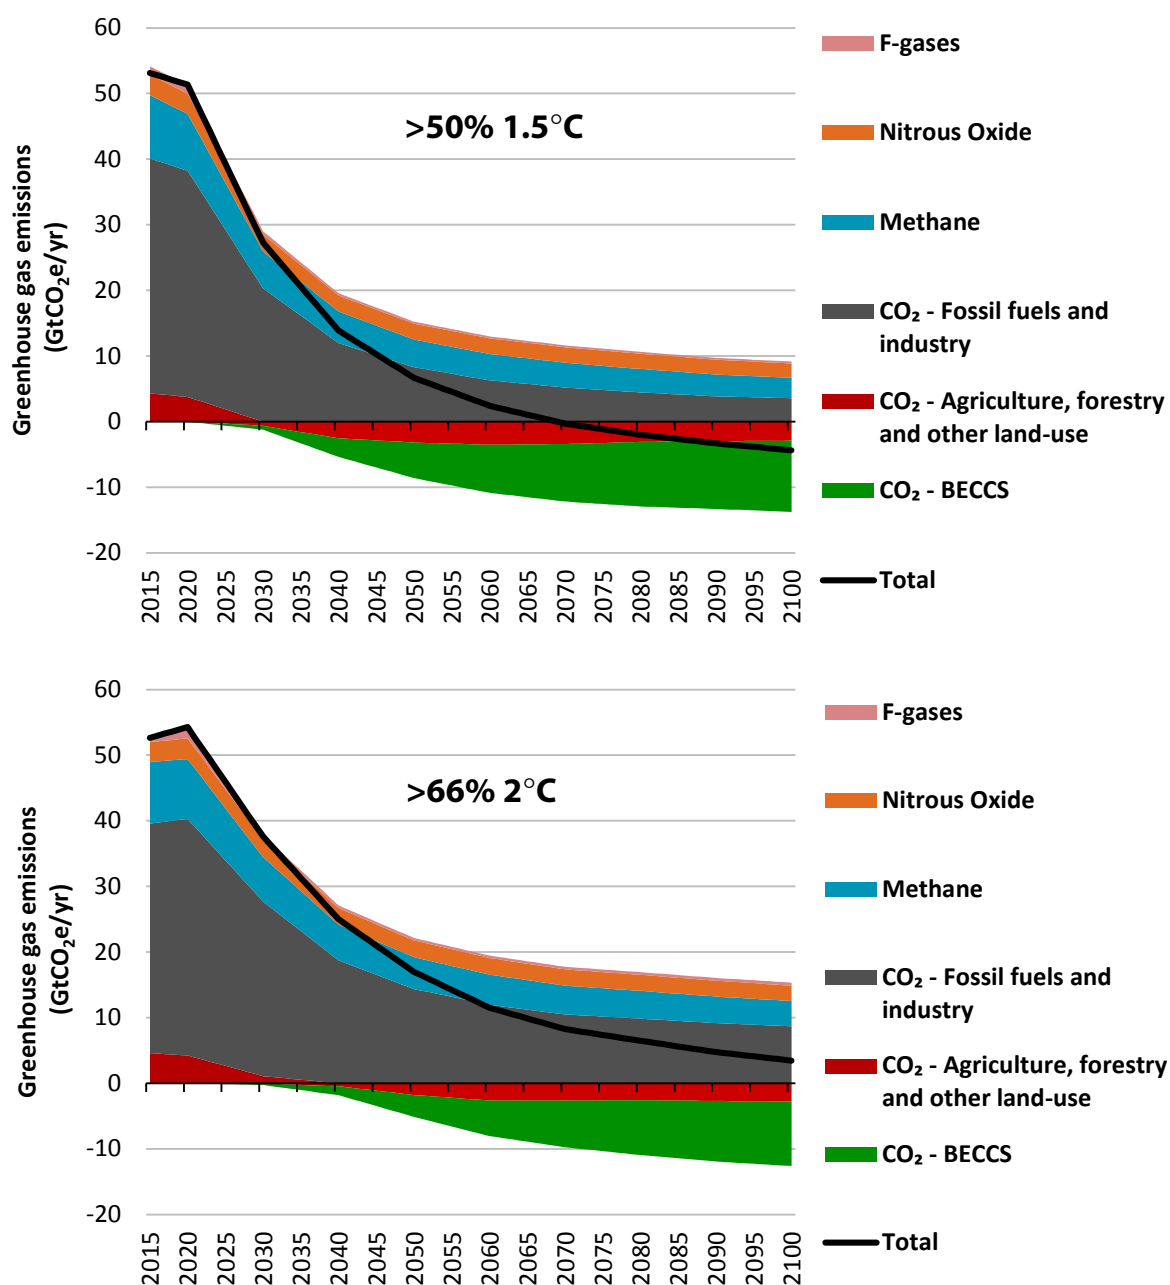 60
50
40
30
20
10
0
-10
-20
Greenhouse gas emissions
(GtCO₂e/yr)
>50% 1.5°C
2015
2020
2025
2030
2035
2040
2045
2050
2055
2060
2065
2070
2075
2080
2085
2090
2095
2100
F-gases
Nitrous Oxide
Methane
CO₂ - Fossil fuels and
industry
CO₂ - Agriculture, forestry
and other land-use
CO₂ - BECCS
Total
60
50
40
30
20
10
0
-10
-20
Greenhouse gas emissions
(GtCO₂e/yr)
>66% 2°C
2015
2020
2025
2030
2035
2040
2045
2050
2055
2060
2065
2070
2075
2080
2085
2090
2095
2100
F-gases
Nitrous Oxide
Methane
CO₂ - Fossil fuels and
industry
CO₂ - Agriculture, forestry
and other land-use
CO₂ - BECCS
Total